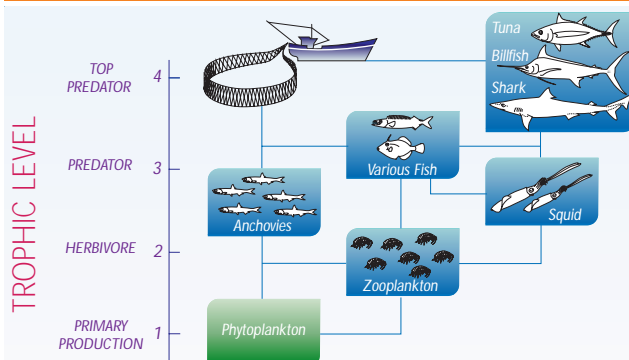 TROPHIC LEVEL
TOP
PREDATOR
4
PREDATOR
3
HERBIVORE
2
PRIMARY
PRODUCTION
1
Tuna
Billfish
Shark
Various Fish
Anchovies
Squid
Zooplankton
Phytoplankton